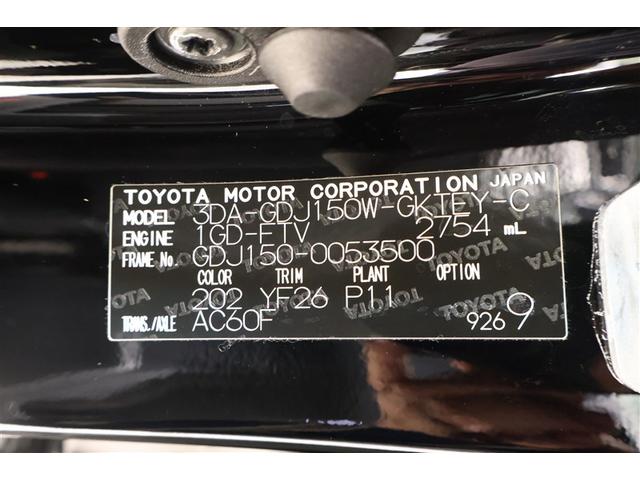 TOYOTA MOTOR CORPORATION JAPAN
MODEL 3DA-GDJ150W-GKTEY-C
ENGINE 1GD-FTV 2754 mL
FRAME No. GDJ150-0053500
COLOR TRIM PLANT OPTION
202 YF26 P11
TRANS./AXLE AC60F 926 9